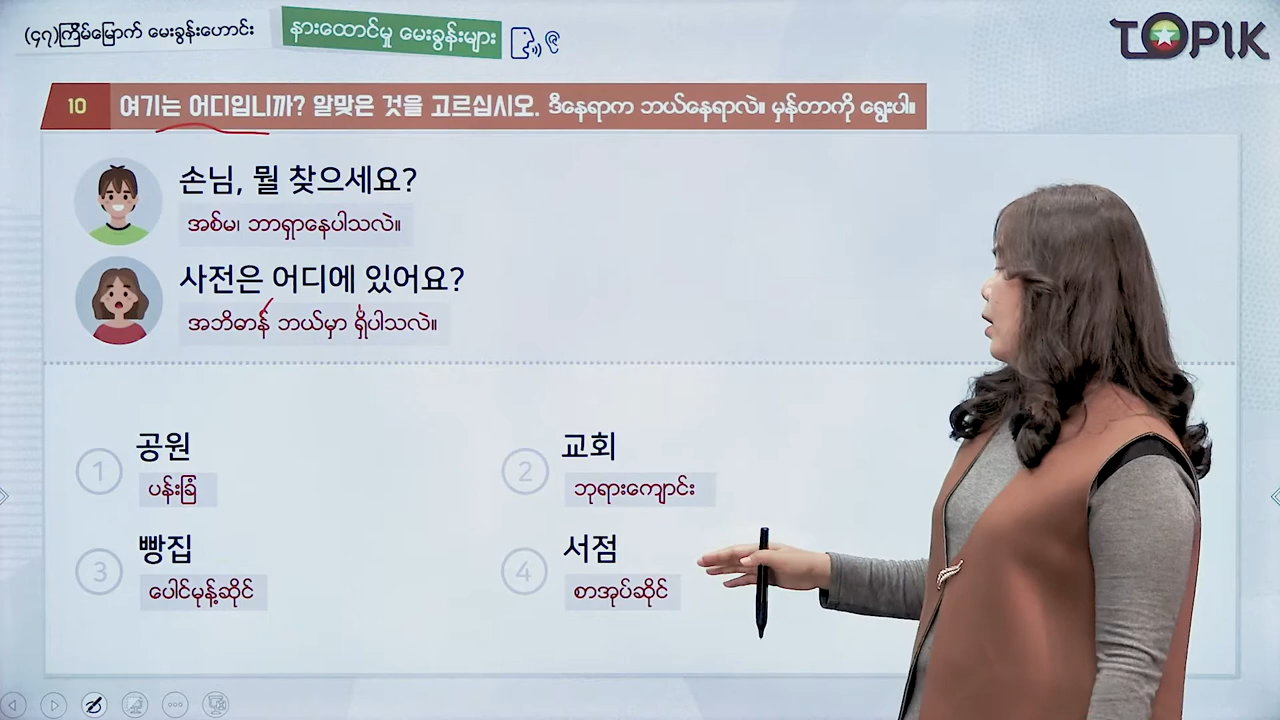 (၄၇)ကြိမ်မြောက် မေးခွန်းဟောင်း
နားထောင်မှု မေးခွန်းများ
TOPIK
10 여기는 어디입니까? 알맞은 것을 고르십시오. ဒီနေရာက ဘယ်နေရာလဲ။ မှန်တာကို ရွေးပါ။
손님, 뭘 찾으세요?
အစ်မ၊ ဘာရှာနေပါသလဲ။
사전은 어디에 있어요?
အဘိဓာန် ဘယ်မှာ ရှိပါသလဲ။
1 공원
ပန်းခြံ
2 교회
ဘုရားကျောင်း
3 빵집
ပေါင်မုန့်ဆိုင်
4 서점
စာအုပ်ဆိုင်